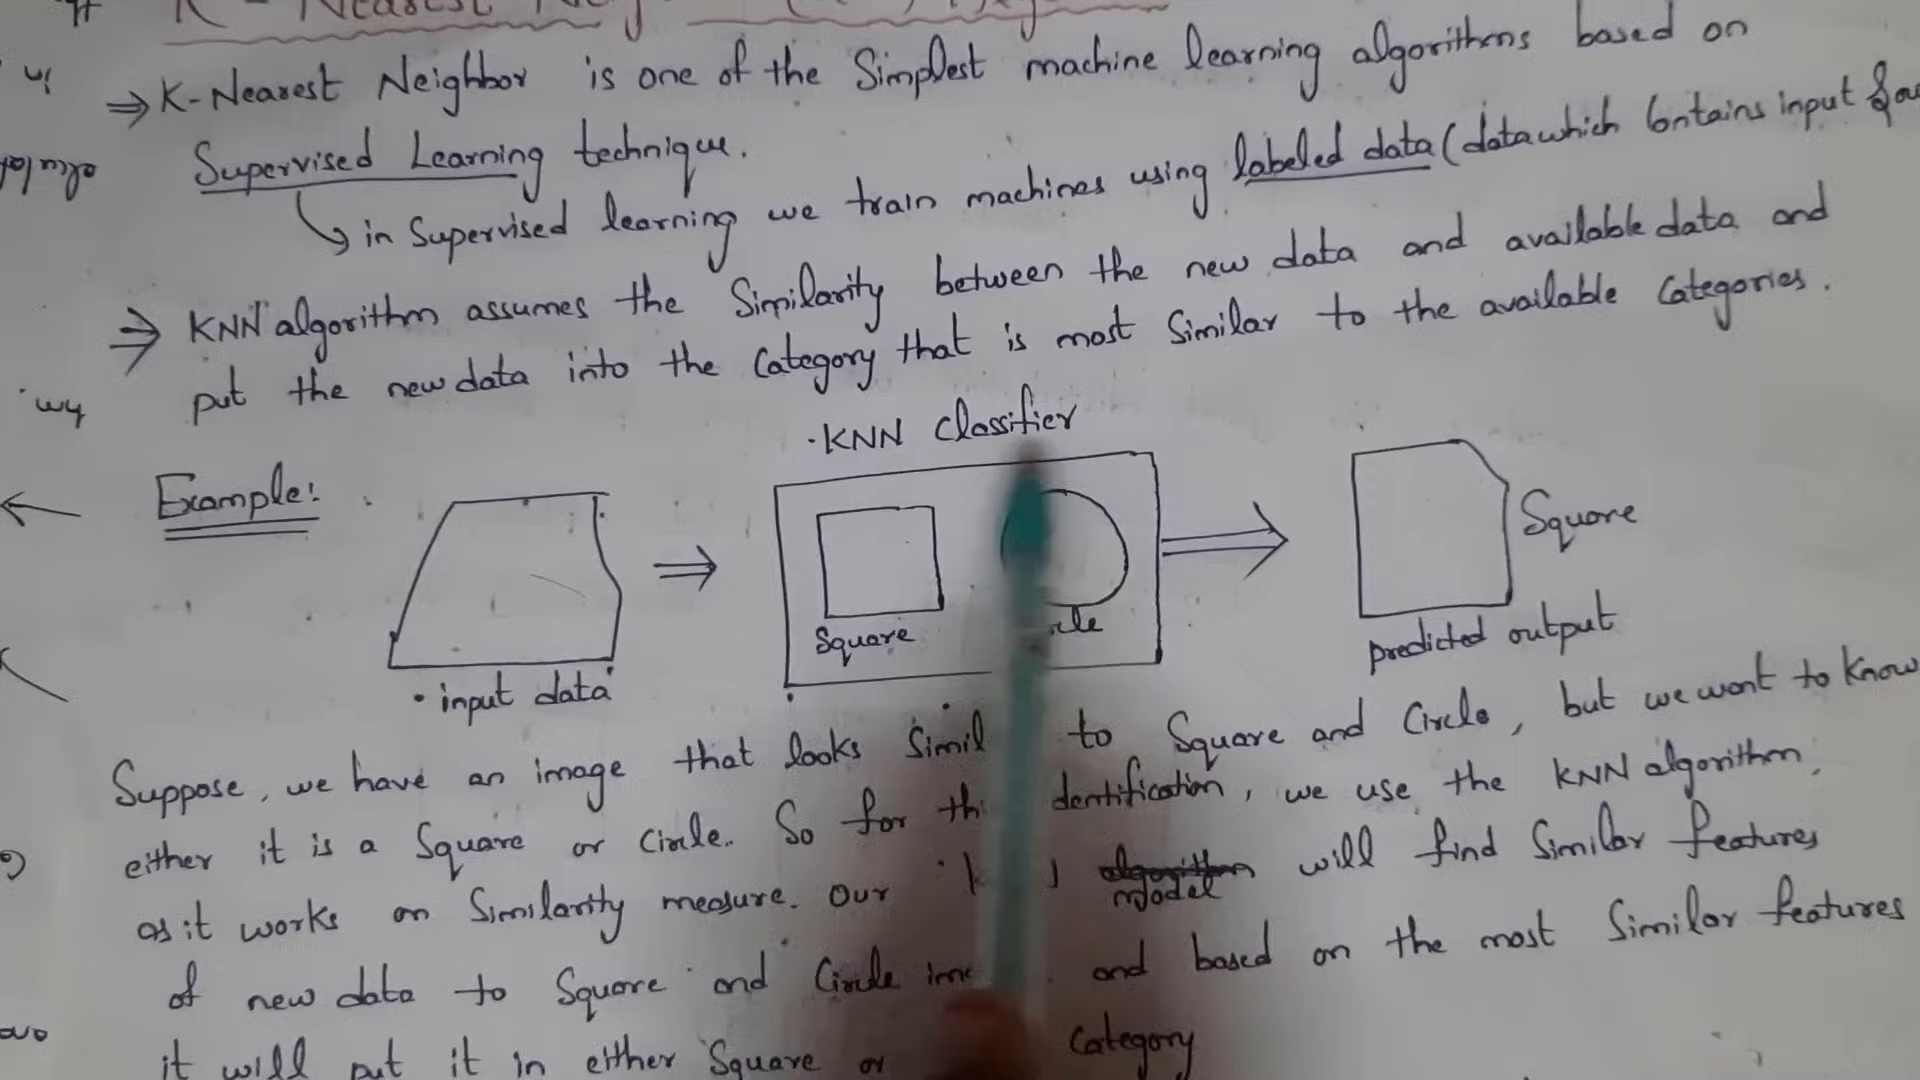 K - Nearest
⇒ K-Nearest Neighbor is one of the Simplest machine learning algorithms based on
Supervised Learning technique.
in Supervised learning we train machines using labeled data (data which Contains input &
⇒ KNN algorithm assumes the Similarity between the new data and available data and
put the new data into the Category that is most Similar to the available Categories.
KNN Classifier
Example:
Square
Square
input data
predicted output
Suppose, we have an image that looks Simil to Square and Circle, but we want to know
either it is a Square or Circle. So for th dentification, we use the KNN algorithm,
as it works on Similarity measure. Our model will find Similar features
of new data to Square and Circle and based on the most Similar features
it will put it in either Square or Category